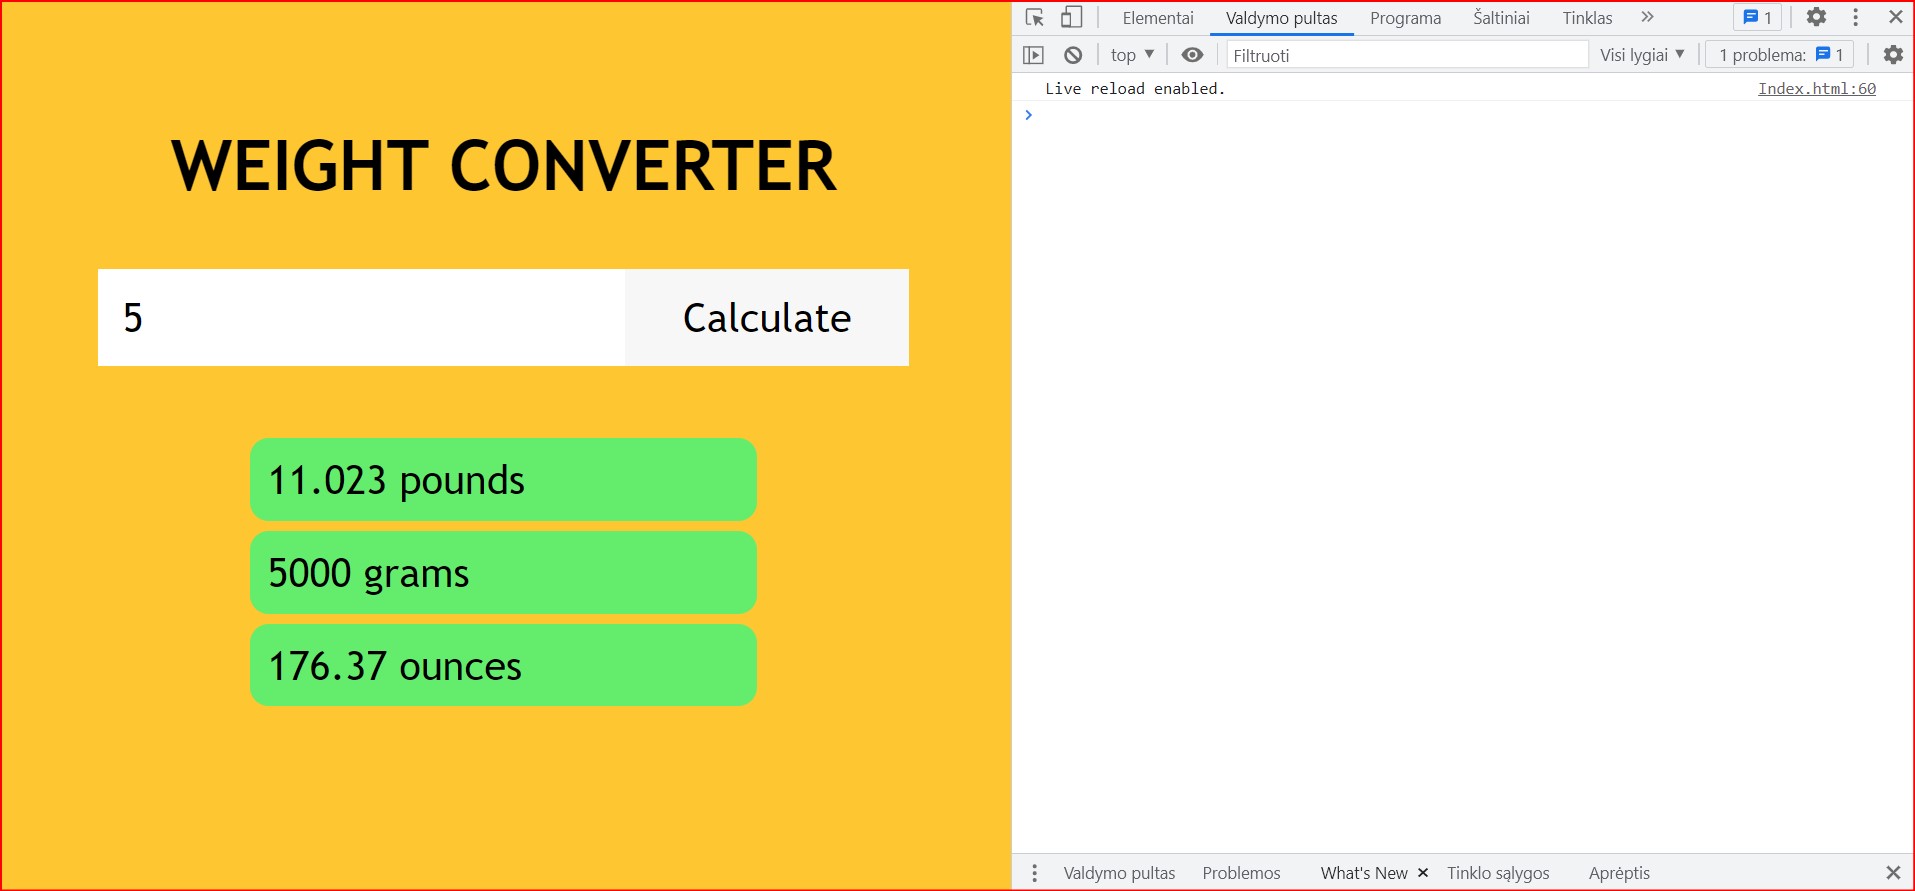 WEIGHT CONVERTER
5 Calculate
11.023 pounds
5000 grams
176.37 ounces
Elementai Valdymo pultas Programa Šaltiniai Tinklas 1
top Filtruoti Visi lygiai 1 problema: 1
Live reload enabled. Index.html:60
Valdymo pultas Problemos What's New Tinklo sąlygos Aprėptis